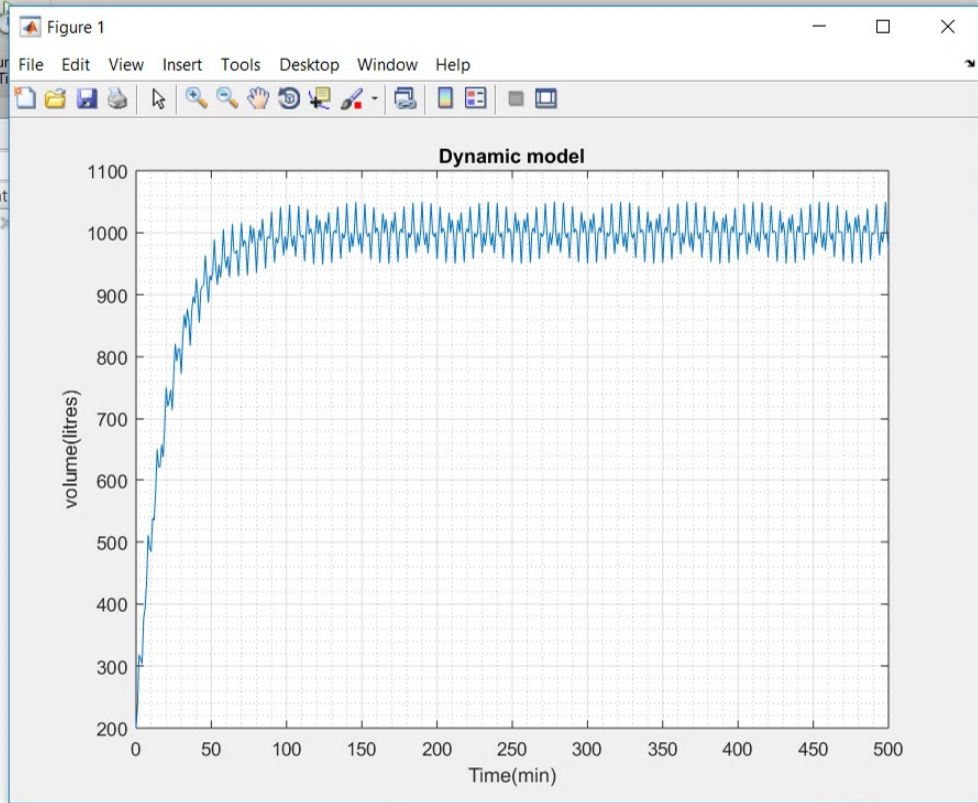 Figure 1
File Edit View Insert Tools Desktop Window Help
Dynamic model
1100
1000
900
800
700
600
500
400
300
200
volume(litres)
0 50 100 150 200 250 300 350 400 450 500
Time(min)